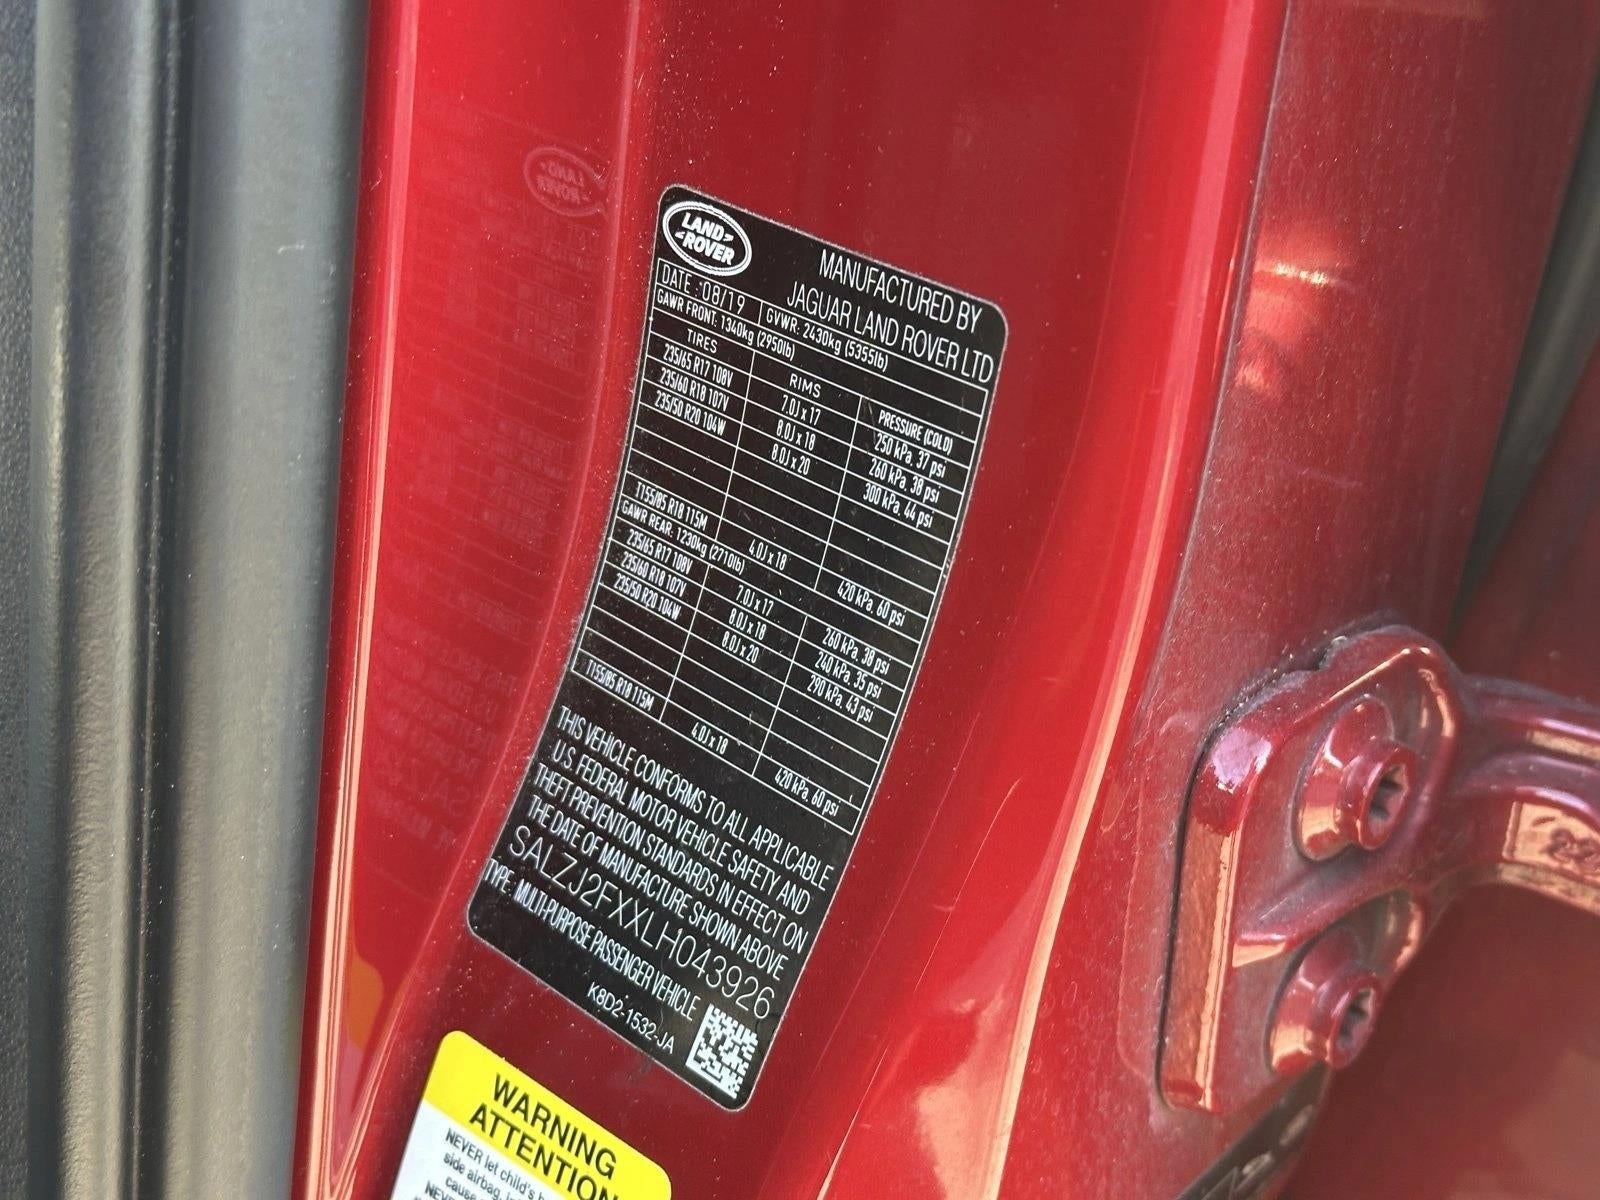 LAND
ROVER
MANUFACTURED BY
JAGUAR LAND ROVER LTD
DATE : 08/19 GVWR: 2430kg (5355lb)
GAWR FRONT: 1340kg (2950lb)
TIRES RIMS PRESSURE (COLD)
235/65 R17 108V 7.0J x 17 250 kPa, 37 psi
235/60 R18 107V 8.0J x 18 260 kPa, 38 psi
235/50 R20 104W 8.0J x 20 300 kPa, 44 psi
T155/85 R18 115M 4.0J x 18 420 kPa, 60 psi
GAWR REAR: 1230kg (2710lb)
235/65 R17 108V 7.0J x 17 260 kPa, 38 psi
235/60 R18 107V 8.0J x 18 240 kPa, 35 psi
235/50 R20 104W 8.0J x 20 290 kPa, 43 psi
T155/85 R18 115M 4.0J x 18 420 kPa, 60 psi
THIS VEHICLE CONFORMS TO ALL APPLICABLE
U.S. FEDERAL MOTOR VEHICLE SAFETY AND
THEFT PREVENTION STANDARDS IN EFFECT ON
THE DATE OF MANUFACTURE SHOWN ABOVE
SALZJ2FXXLH043926
TYPE: MULTI-PURPOSE PASSENGER VEHICLE
K8D2-1532-JA
WARNING
ATTENTION
NEVER let child's
side airbag,
cause